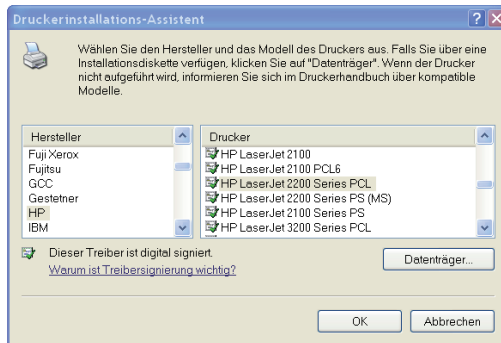 Druckerinstallations-Assistent
Wählen Sie den Hersteller und das Modell des Druckers aus. Falls Sie über eine
Installationsdiskette verfügen, klicken Sie auf "Datenträger". Wenn der Drucker
nicht aufgeführt wird, informieren Sie sich im Druckerhandbuch über kompatible
Modelle.
Hersteller
Fuji Xerox
Fujitsu
GCC
Gestetner
HP
IBM
Drucker
HP LaserJet 2100
HP LaserJet 2100 PCL6
HP LaserJet 2200 Series PCL
HP LaserJet 2200 Series PS (MS)
HP LaserJet 2100 Series PS
HP LaserJet 3200 Series PCL
Dieser Treiber ist digital signiert.
Warum ist Treibersignierung wichtig?
Datenträger...
OK
Abbrechen